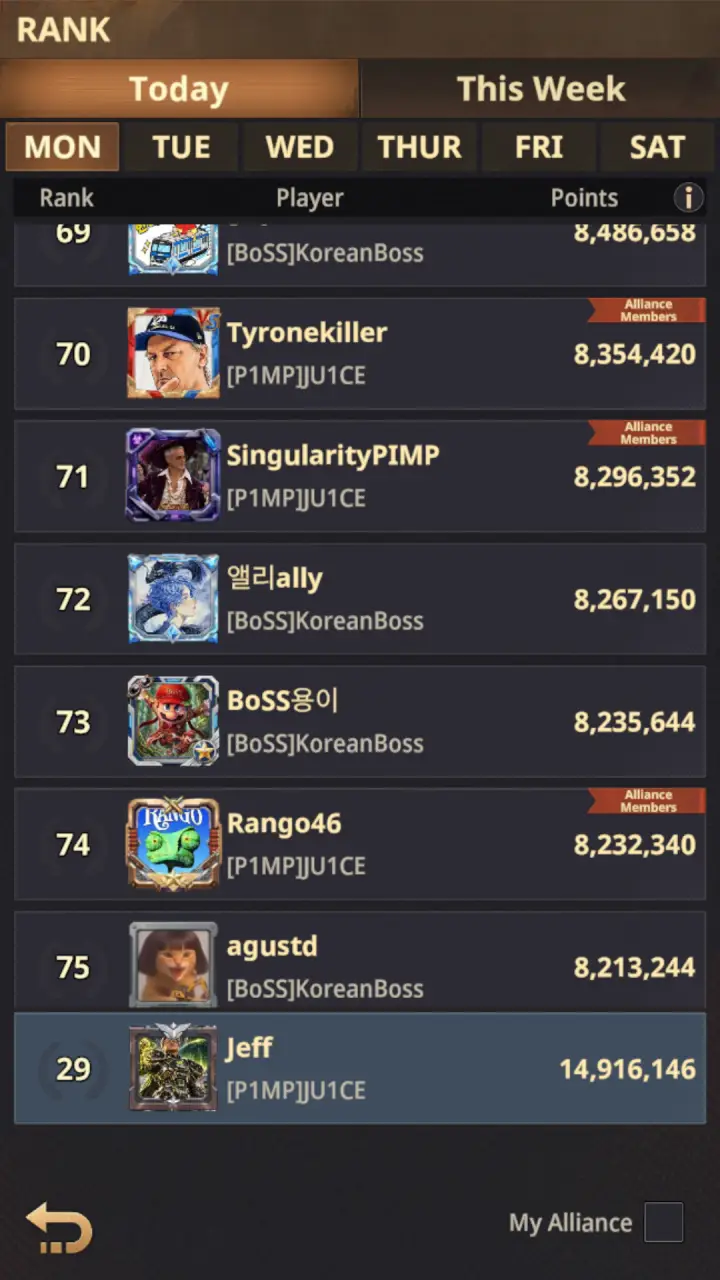 RANK
Today
This Week
MON
TUE
WED
THUR
FRI
SAT
Rank
Player
Points
69
[BoSS]KoreanBoss
8,486,658
Alliance
Members
70
Tyronekiller
[P1MP]JU1CE
8,354,420
Alliance
Members
71
SingularityPIMP
[P1MP]JU1CE
8,296,352
72
앨리ally
[BoSS]KoreanBoss
8,267,150
73
BoSS용이
[BoSS]KoreanBoss
8,235,644
Alliance
Members
74
RANGO
Rango46
[P1MP]JU1CE
8,232,340
75
agustd
[BoSS]KoreanBoss
8,213,244
29
Jeff
[P1MP]JU1CE
14,916,146
My Alliance